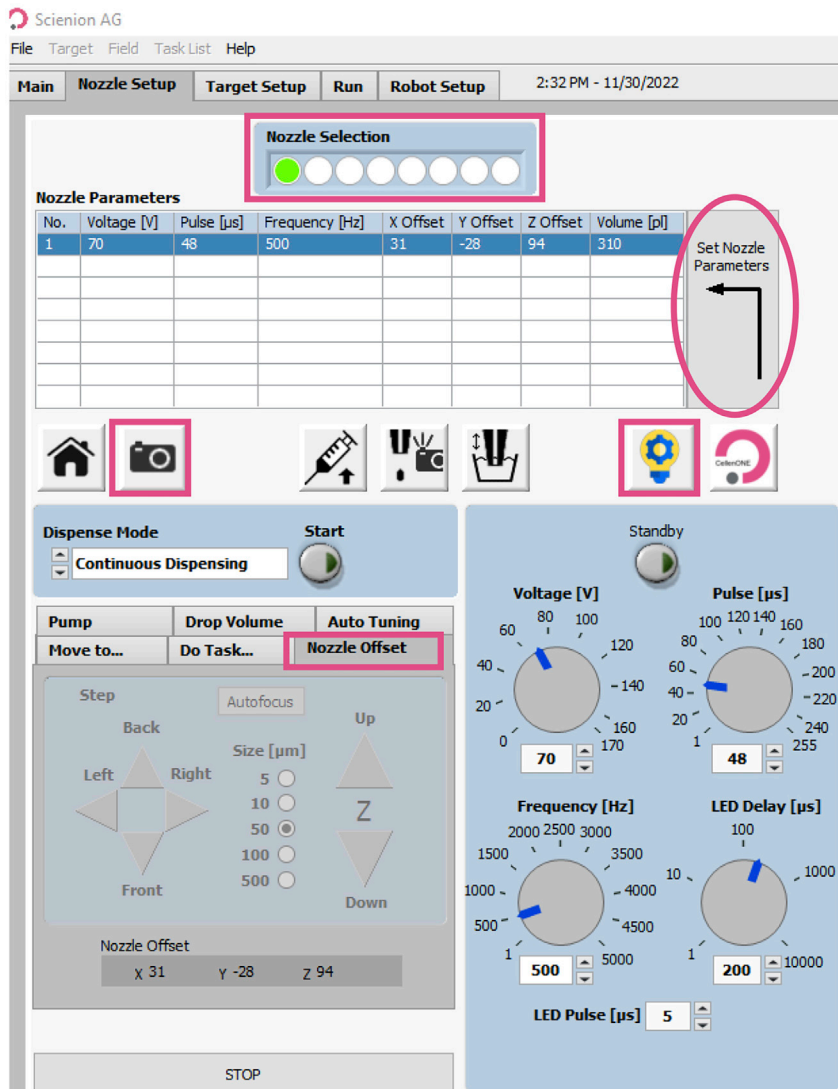 Scienion AG
File Target Field Task List Help
Main Nozzle Setup Target Setup Run Robot Setup 2:32 PM - 11/30/2022
Nozzle Selection
Nozzle Parameters
No. Voltage [V] Pulse [µs] Frequency [Hz] X Offset Y Offset Z Offset Volume [pl]
1 70 48 500 31 -28 94 310
Set Nozzle
Parameters
CellenONE
Dispense Mode Start
Continuous Dispensing
Pump Drop Volume Auto Tuning
Move to... Do Task... Nozzle Offset
Step Autofocus
Back Up
Size [µm]
Left Right 5
10 Z
50
100
500
Front Down
Nozzle Offset
X 31 Y -28 Z 94
STOP
Standby
Voltage [V]
0 20 40 60 80 100 120 140 160 170
70
Pulse [µs]
1 20 40 60 80 100 120 140 160 180 200 220 240 255
48
Frequency [Hz]
1 500 1000 1500 2000 2500 3000 3500 4000 4500 5000
500
LED Delay [µs]
1 10 100 1000 10000
200
LED Pulse [µs] 5